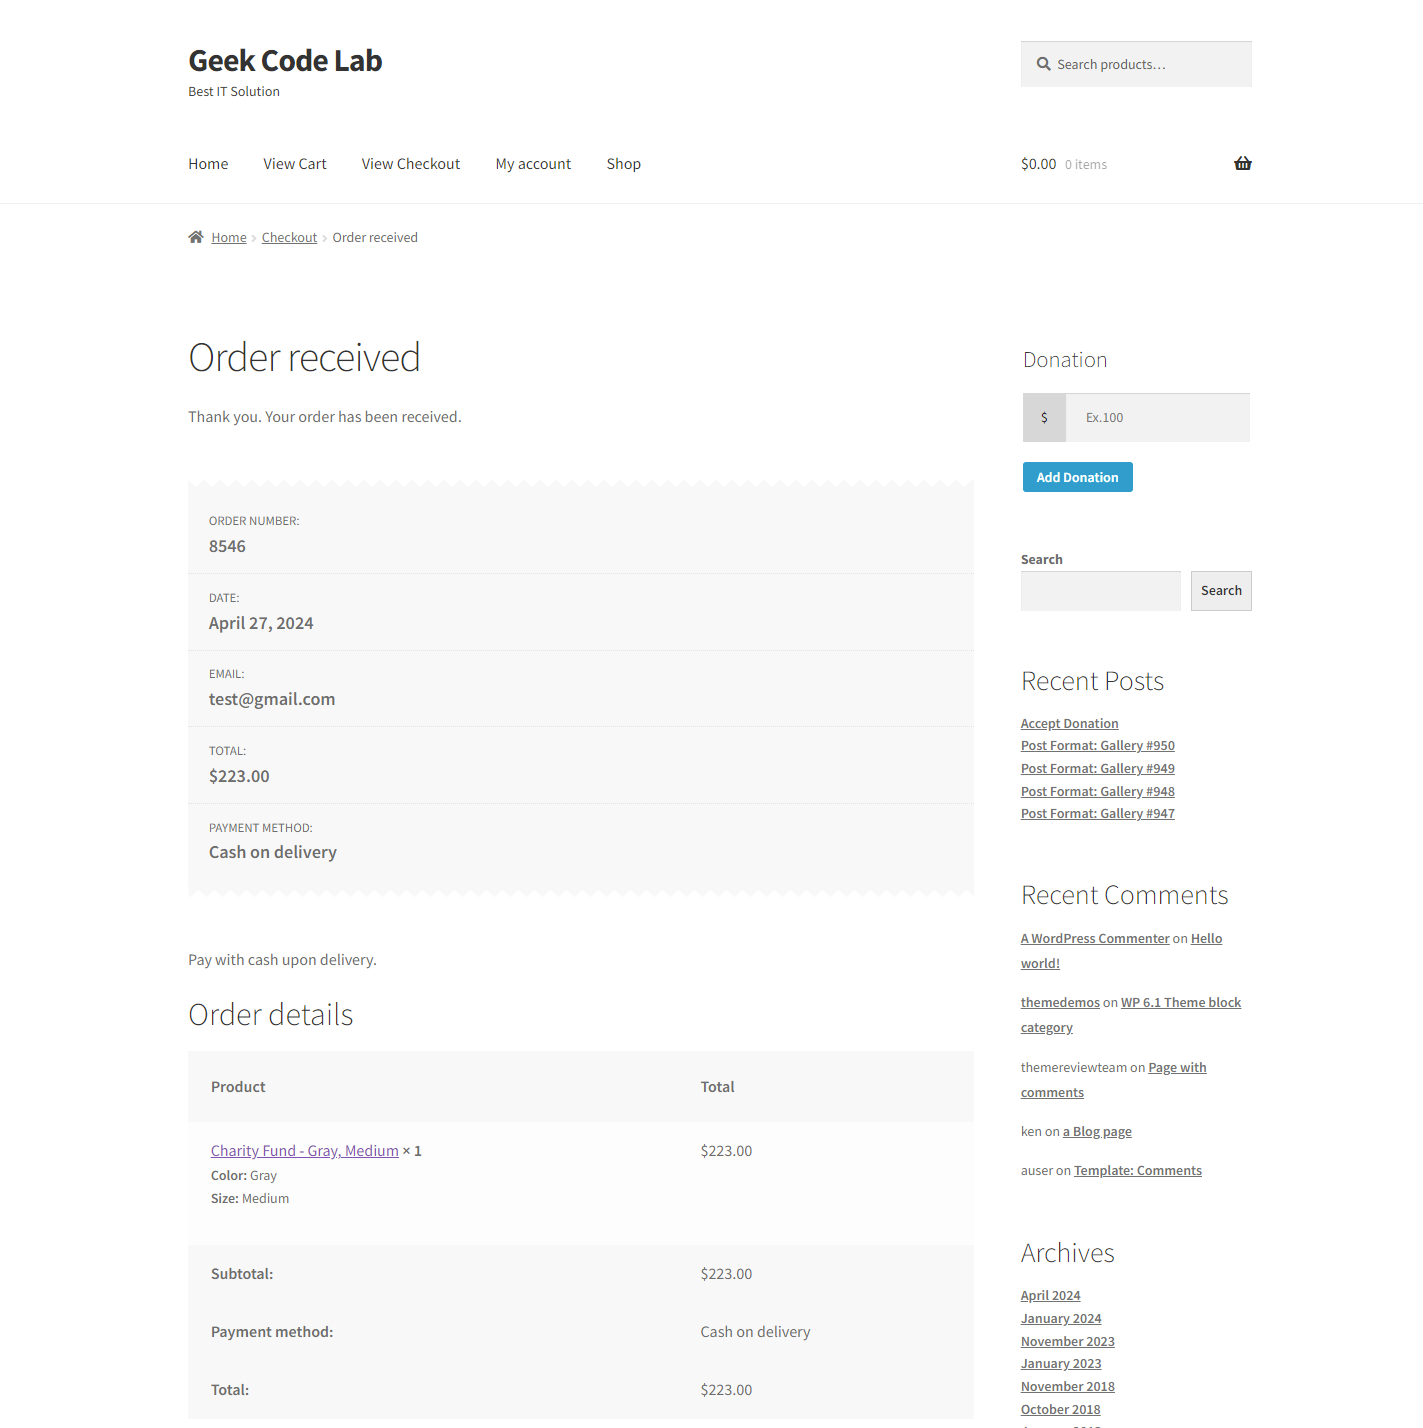 Geek Code Lab
Best IT Solution
Search products…
Home View Cart View Checkout My account Shop
$0.00 0 items
Home › Checkout › Order received
Order received
Thank you. Your order has been received.
ORDER NUMBER:
8546
DATE:
April 27, 2024
EMAIL:
test@gmail.com
TOTAL:
$223.00
PAYMENT METHOD:
Cash on delivery
Pay with cash upon delivery.
Order details
Product Total
Charity Fund - Gray, Medium × 1 $223.00
Color: Gray
Size: Medium
Subtotal: $223.00
Payment method: Cash on delivery
Total: $223.00
Donation
$ Ex.100
Add Donation
Search
Search
Recent Posts
Accept Donation
Post Format: Gallery #950
Post Format: Gallery #949
Post Format: Gallery #948
Post Format: Gallery #947
Recent Comments
A WordPress Commenter on Hello
world!
themedemos on WP 6.1 Theme block
category
themereviewteam on Page with
comments
ken on a Blog page
auser on Template: Comments
Archives
April 2024
January 2024
November 2023
January 2023
November 2018
October 2018